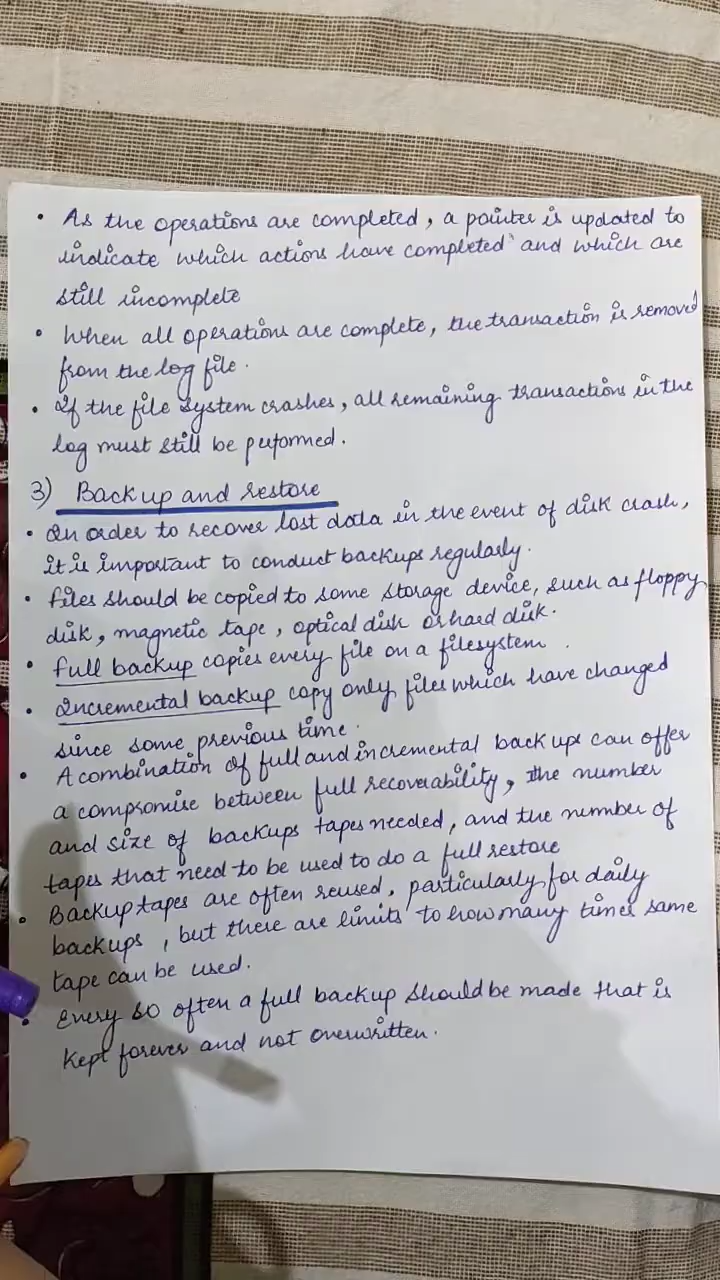 • As the operations are completed, a pointer is updated to
indicate which actions have completed and which are
still incomplete
• When all operations are complete, the transaction is removed
from the log file.
• If the file system crashes, all remaining transactions in the
log must still be performed.
3) Backup and restore
• In order to recover lost data in the event of disk crash,
it is important to conduct backups regularly.
• files should be copied to some storage device, such as floppy
disk, magnetic tape, optical disk or hard disk.
• full backup copies every file on a filesystem.
• Incremental backup copy only files which have changed
since some previous time.
• A combination of full and incremental backups can offer
a compromise between full recoverability, the number
and size of backups tapes needed, and the number of
tapes that need to be used to do a full restore
• Backup tapes are often reused, particularly for daily
backups, but there are limits to how many times same
tape can be used.
• Every so often a full backup should be made that is
kept forever and not overwritten.